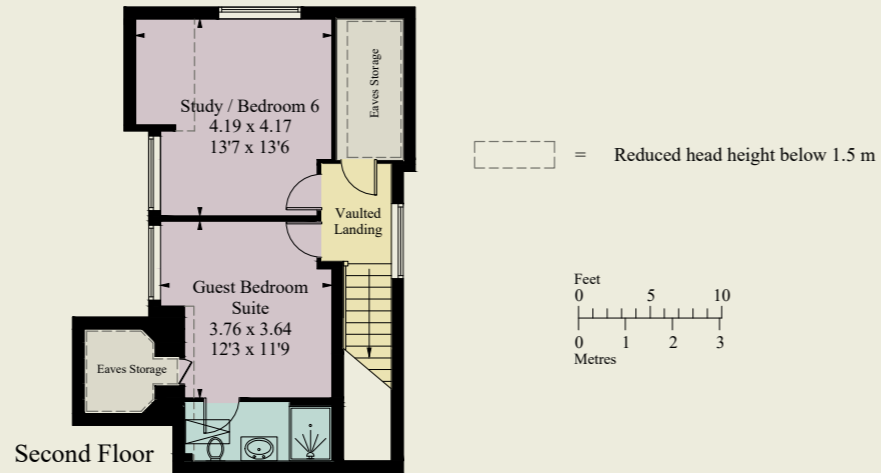 Study / Bedroom 6
4.19 x 4.17
13'7 x 13'6
Eaves Storage
= Reduced head height below 1.5 m
Vaulted
Landing
Guest Bedroom
Suite
3.76 x 3.64
12'3 x 11'9
Eaves Storage
Feet
0 5 10
0 1 2 3
Metres
Second Floor